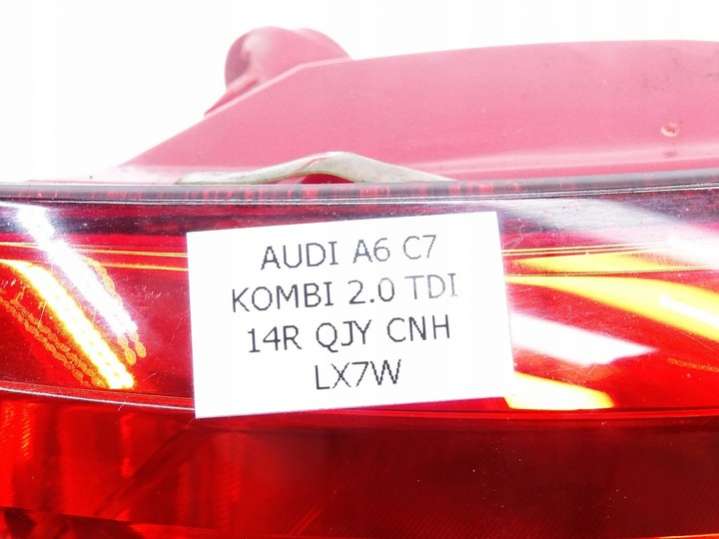 AUDI A6 C7
KOMBI 2.0 TDI
14R QJY CNH
LX7W